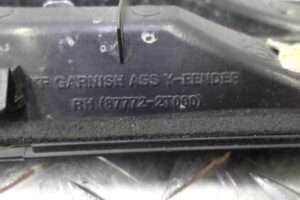 GARNISH ASS Y-FENDER
RH (87772-2T000)